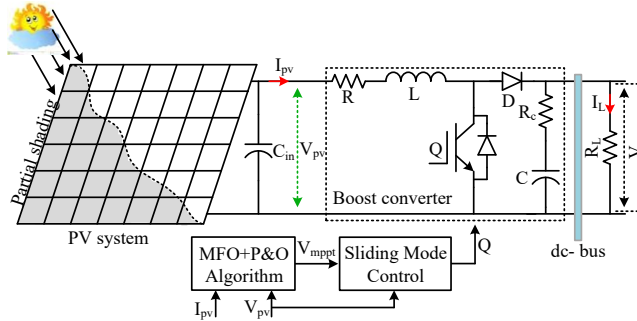 Partial shading
PV system
I_pv
C_in
V_pv
R
L
D
Q
R_c
C
Boost converter
I_L
R_L
V
dc- bus
MFO+P&O
Algorithm
V_mppt
Sliding Mode
Control
Q
I_pv
V_pv